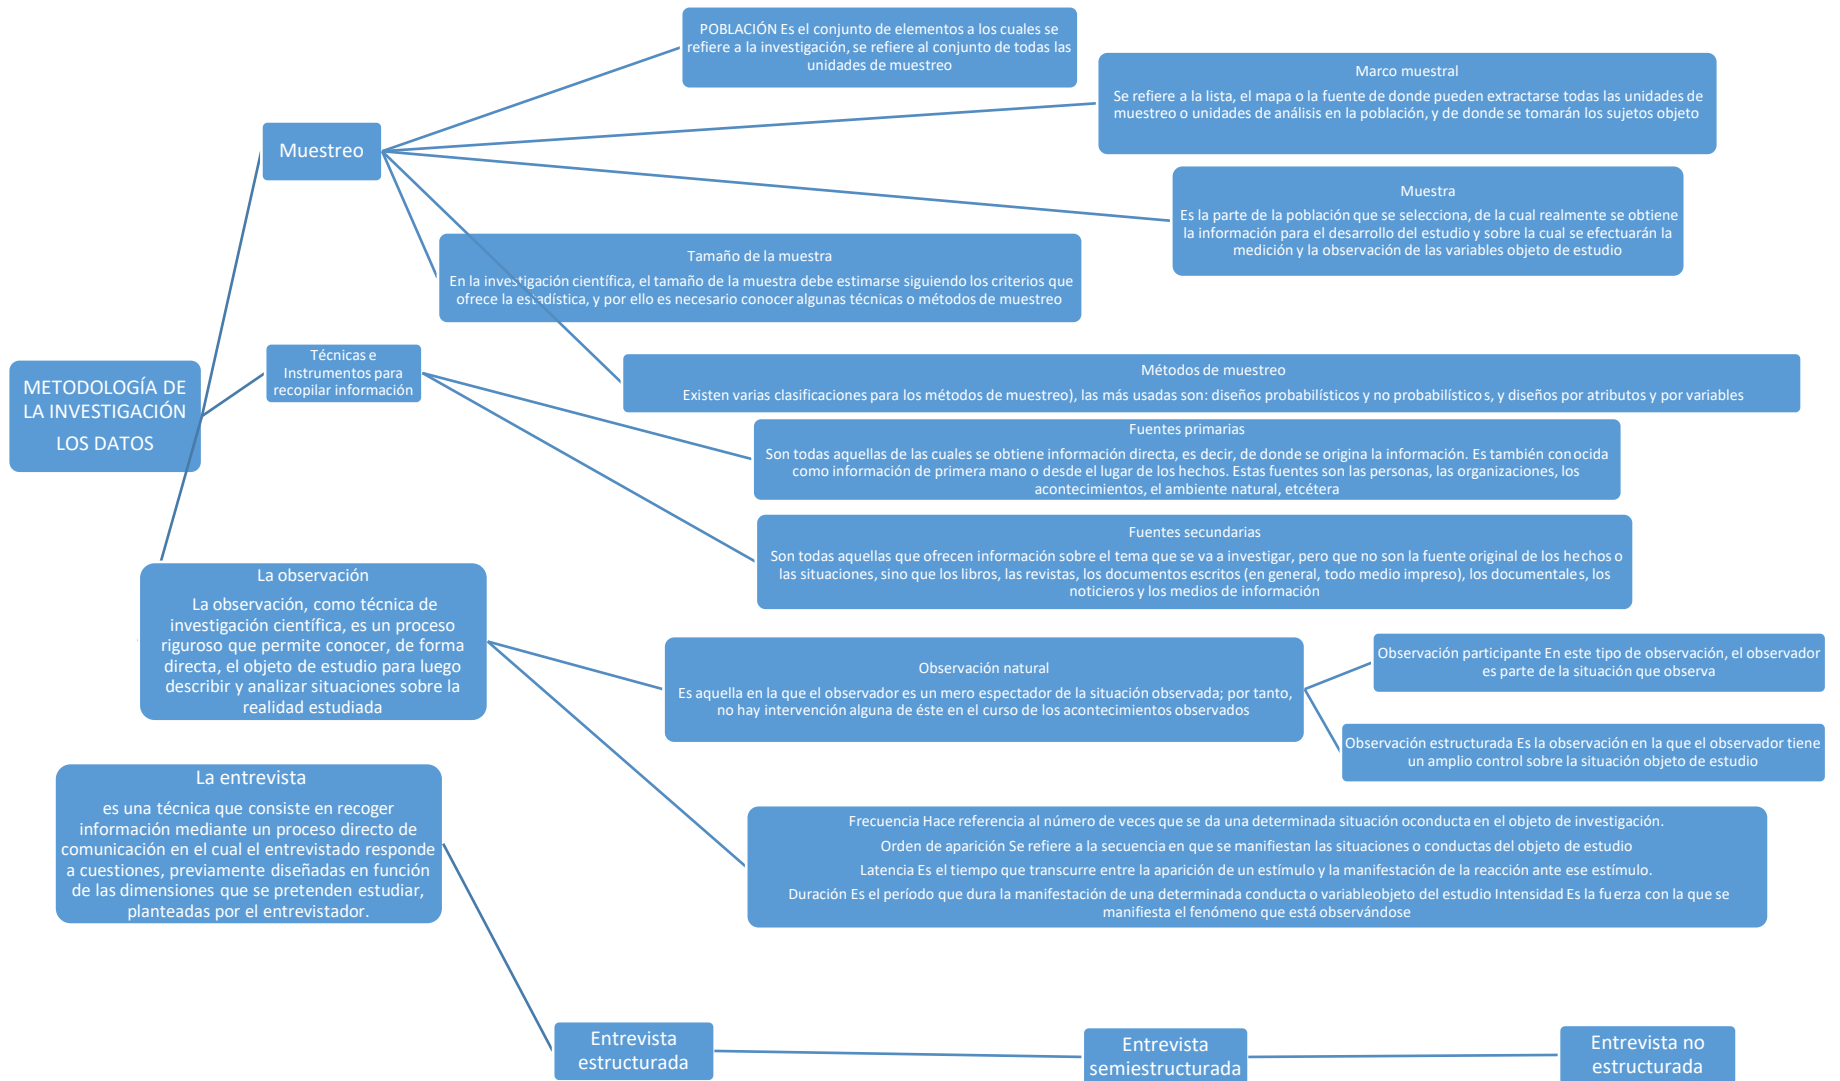 POBLACIÓN Es el conjunto de elementos a los cuales se
refiere a la investigación, se refiere al conjunto de todas las
unidades de muestreo
Marco muestral
Se refiere a la lista, el mapa o la fuente de donde pueden extractarse todas las unidades de
muestreo o unidades de análisis en la población, y de donde se tomarán los sujetos objeto
Muestreo
Muestra
Es la parte de la población que se selecciona, de la cual realmente se obtiene
la información para el desarrollo del estudio y sobre la cual se efectuarán la
medición y la observación de las variables objeto de estudio
Tamaño de la muestra
En la investigación científica, el tamaño de la muestra debe estimarse siguiendo los criterios que
ofrece la estadística, y por ello es necesario conocer algunas técnicas o métodos de muestreo
METODOLOGÍA DE
LA INVESTIGACIÓN
LOS DATOS
Técnicas e
Instrumentos para
recopilar información
Métodos de muestreo
Existen varias clasificaciones para los métodos de muestreo), las más usadas son: diseños probabilísticos y no probabilísticos, y diseños por atributos y por variables
Fuentes primarias
Son todas aquellas de las cuales se obtiene información directa, es decir, de donde se origina la información. Es también conocida
como información de primera mano o desde el lugar de los hechos. Estas fuentes son las personas, las organizaciones, los
acontecimientos, el ambiente natural, etcétera
Fuentes secundarias
Son todas aquellas que ofrecen información sobre el tema que se va a investigar, pero que no son la fuente original de los hechos o
las situaciones, sino que los libros, las revistas, los documentos escritos (en general, todo medio impreso), los documentales, los
noticieros y los medios de información
La observación
La observación, como técnica de
investigación científica, es un proceso
riguroso que permite conocer, de forma
directa, el objeto de estudio para luego
describir y analizar situaciones sobre la
realidad estudiada
Observación natural
Es aquella en la que el observador es un mero espectador de la situación observada; por tanto,
no hay intervención alguna de éste en el curso de los acontecimientos observados
Observación participante En este tipo de observación, el observador
es parte de la situación que observa
Observación estructurada Es la observación en la que el observador tiene
un amplio control sobre la situación objeto de estudio
La entrevista
es una técnica que consiste en recoger
información mediante un proceso directo de
comunicación en el cual el entrevistado responde
a cuestiones, previamente diseñadas en función
de las dimensiones que se pretenden estudiar,
planteadas por el entrevistador.
Frecuencia Hace referencia al número de veces que se da una determinada situación oconducta en el objeto de investigación.
Orden de aparición Se refiere a la secuencia en que se manifiestan las situaciones o conductas del objeto de estudio
Latencia Es el tiempo que transcurre entre la aparición de un estímulo y la manifestación de la reacción ante ese estímulo.
Duración Es el período que dura la manifestación de una determinada conducta o variableobjeto del estudio Intensidad Es la fuerza con la que se
manifiesta el fenómeno que está observándose
Entrevista
estructurada
Entrevista
semiestructurada
Entrevista no
estructurada